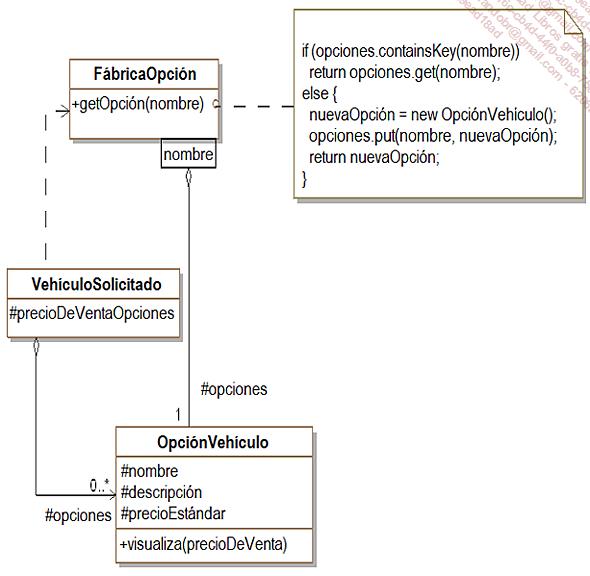 FábricaOpción
+getOpción(nombre)
nombre
if (opciones.containsKey(nombre))
return opciones.get(nombre);
else {
nuevaOpción = new OpciónVehículo();
opciones.put(nombre, nuevaOpción);
return nuevaOpción;
}
VehículoSolicitado
#precioDeVentaOpciones
#opciones
1
OpciónVehículo
#nombre
#descripción
#precioEstándar
+visualiza(precioDeVenta)
0..*
#opciones